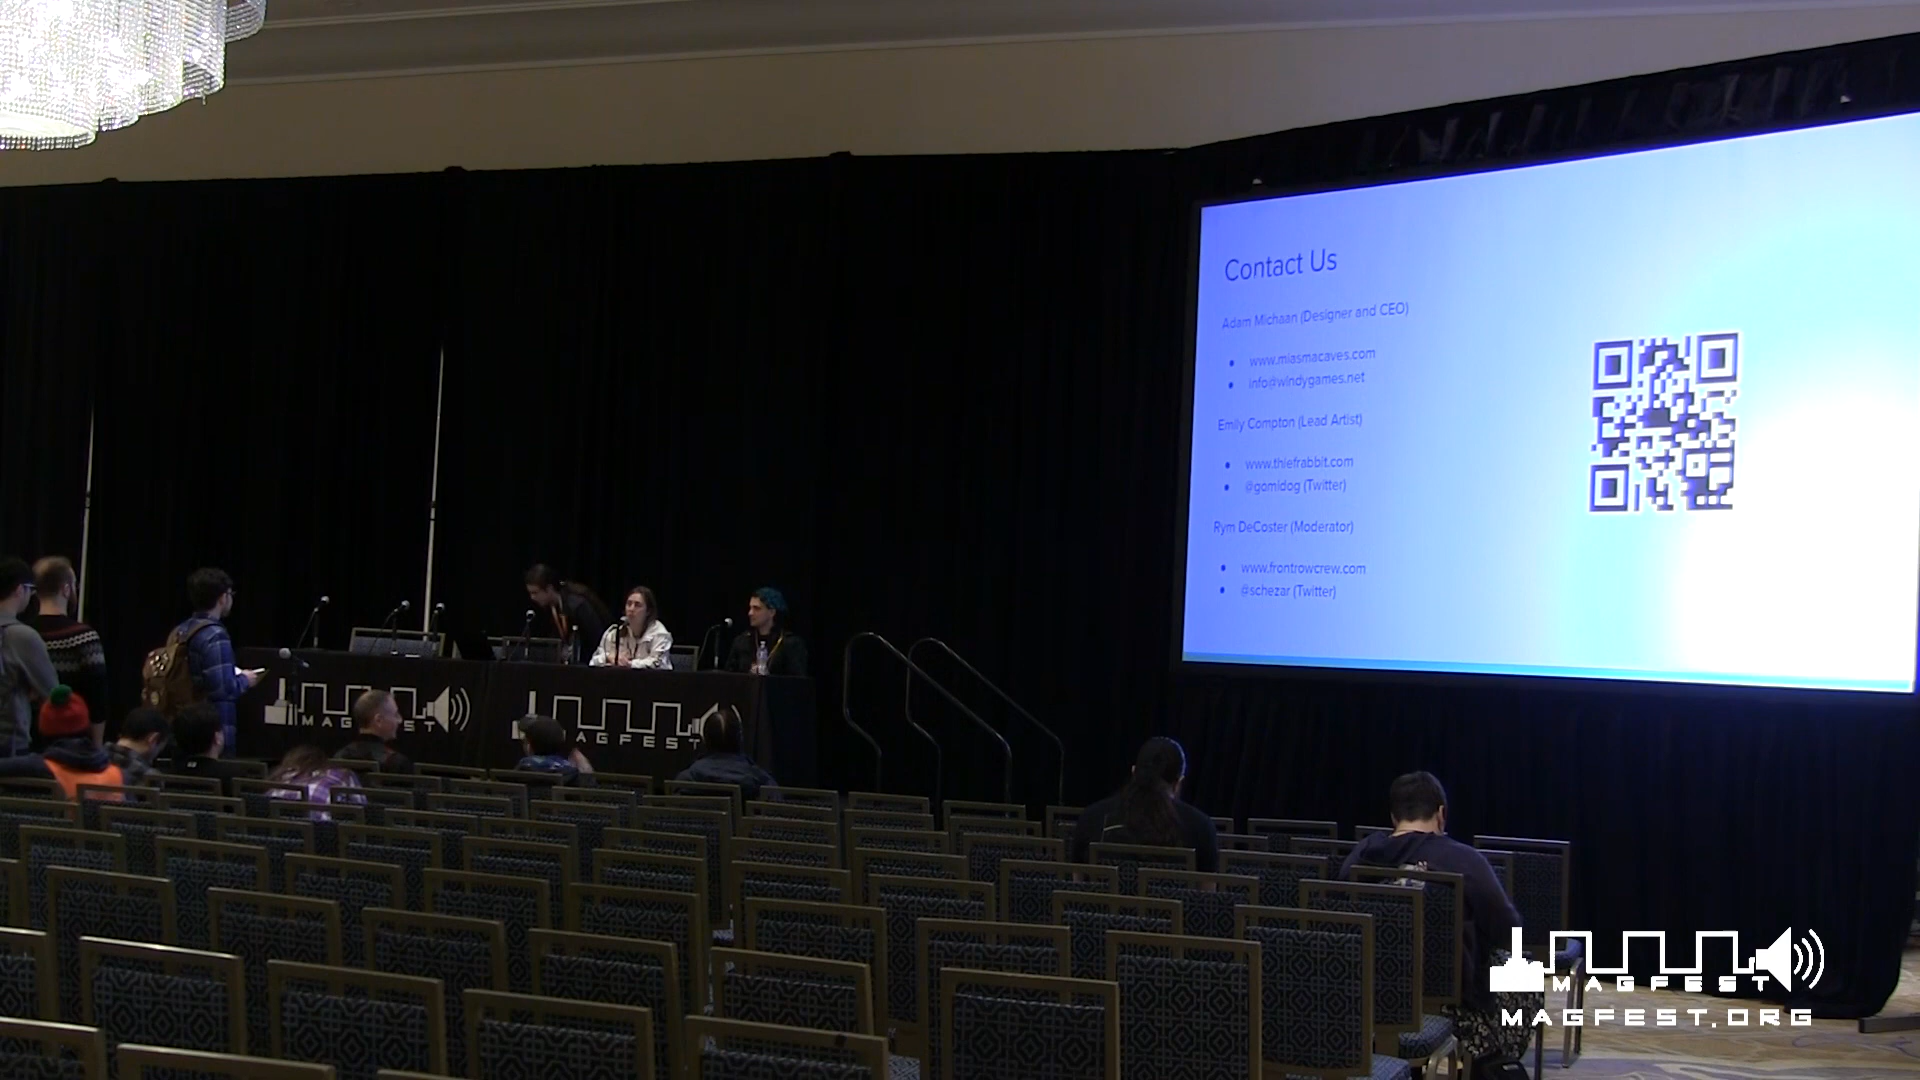 Contact Us
Adam Michaan (Designer and CEO)
www.miasmacaves.com
info@windygames.net
Emily Compton (Lead Artist)
www.thiefrabbit.com
@gomidog (Twitter)
Rym DeCoster (Moderator)
www.frontrowcrew.com
@schezar (Twitter)
MAGFEST
MAGFEST
MAGFEST
MAGFEST.ORG